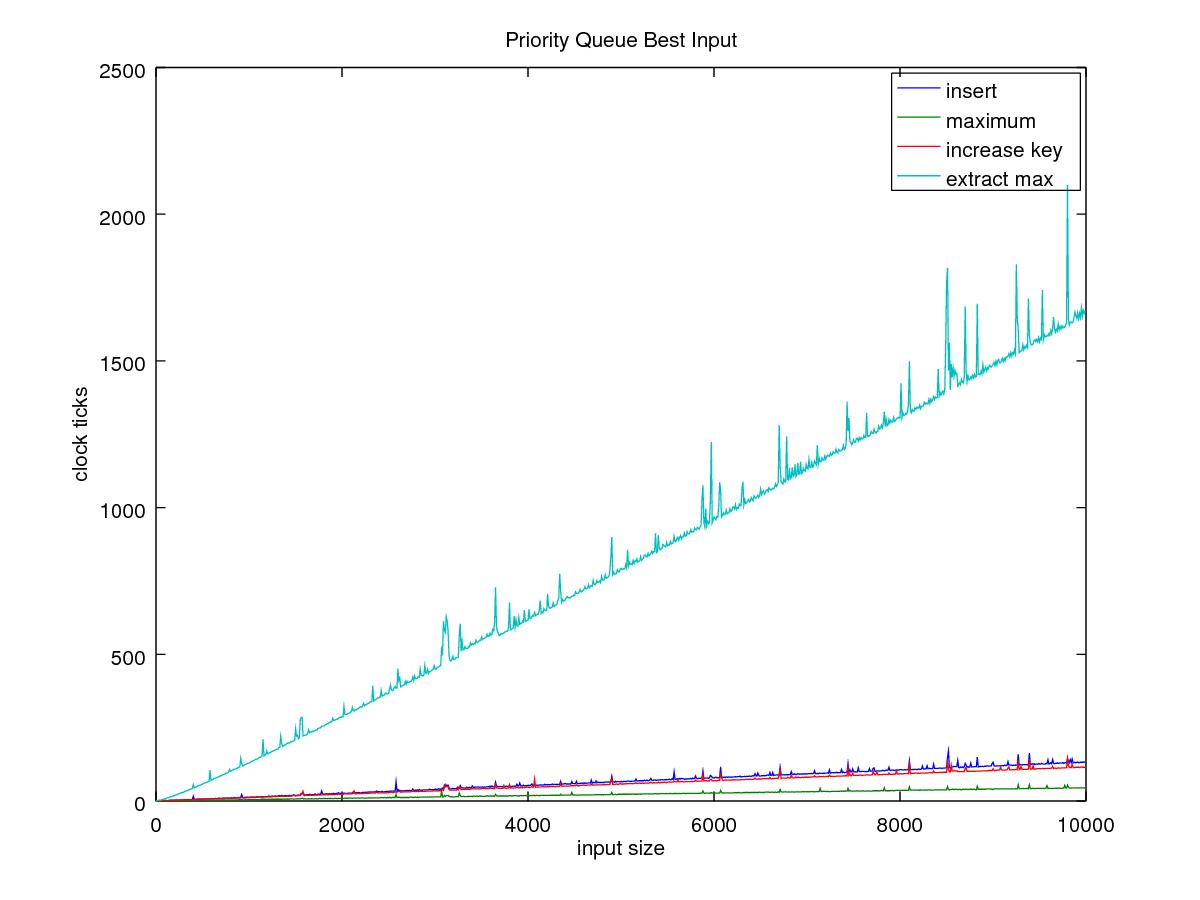 Priority Queue Best Input
2500
2000
1500
1000
500
0
clock ticks
insert
maximum
increase key
extract max
0 2000 4000 6000 8000 10000
input size